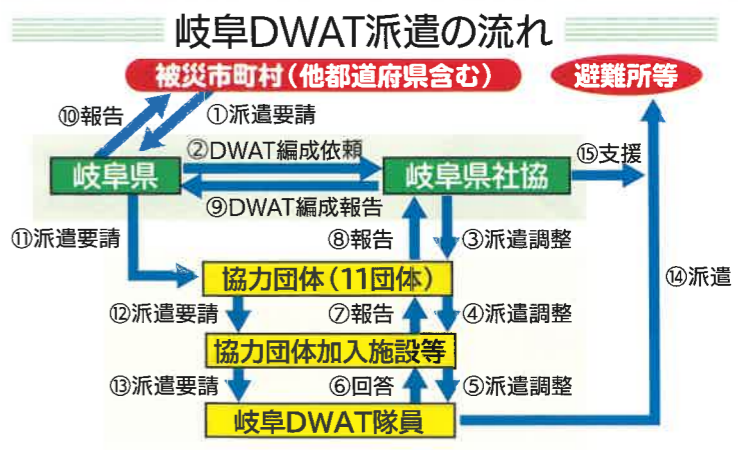 岐阜DWAT派遣の流れ
被災市町村(他都道府県含む)
避難所等
⑩報告
①派遣要請
②DWAT編成依頼
岐阜県
岐阜県社協
⑮支援
⑨DWAT編成報告
⑪派遣要請
⑧報告
③派遣調整
協力団体(11団体)
⑭派遣
⑫派遣要請
⑦報告
④派遣調整
協力団体加入施設等
⑬派遣要請
⑥回答
⑤派遣調整
岐阜DWAT隊員